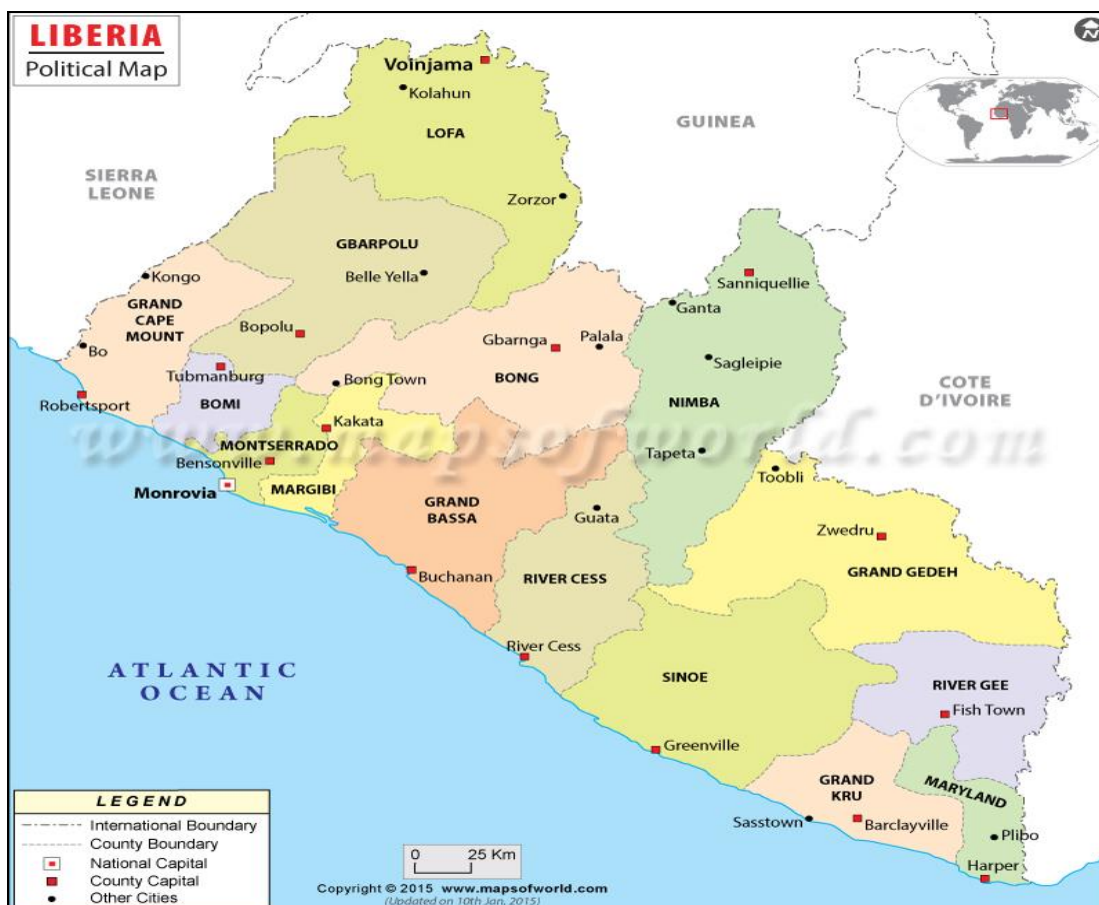 LIBERIA
Political Map
N
GUINEA
SIERRA
LEONE
COTE
D'IVOIRE
Voinjama
Kolahun
LOFA
Zorzor
GBARPOLU
Belle Yella
Kongo
GRAND
CAPE
MOUNT
Bopolu
Bo
Tubmanburg
BOMI
Robertsport
Sanniquellie
Ganta
Gbarnga
Palala
BONG
Bong Town
Sagleipie
NIMBA
Kakata
MONTSERRADO
Bensonville
Monrovia
MARGIBI
www.mapsofworld.com
Tapeta
Toobli
GRAND
BASSA
Guata
Zwedru
GRAND GEDEH
Buchanan
RIVER CESS
River Cess
SINOE
RIVER GEE
Fish Town
Greenville
GRAND
KRU
MARYLAND
Sasstown
Barclayville
Plibo
Harper
ATLANTIC
OCEAN
LEGEND
International Boundary
County Boundary
National Capital
County Capital
Other Cities
0 25 Km
Copyright © 2015 www.mapsofworld.com
(Updated on 10th Jan, 2015)